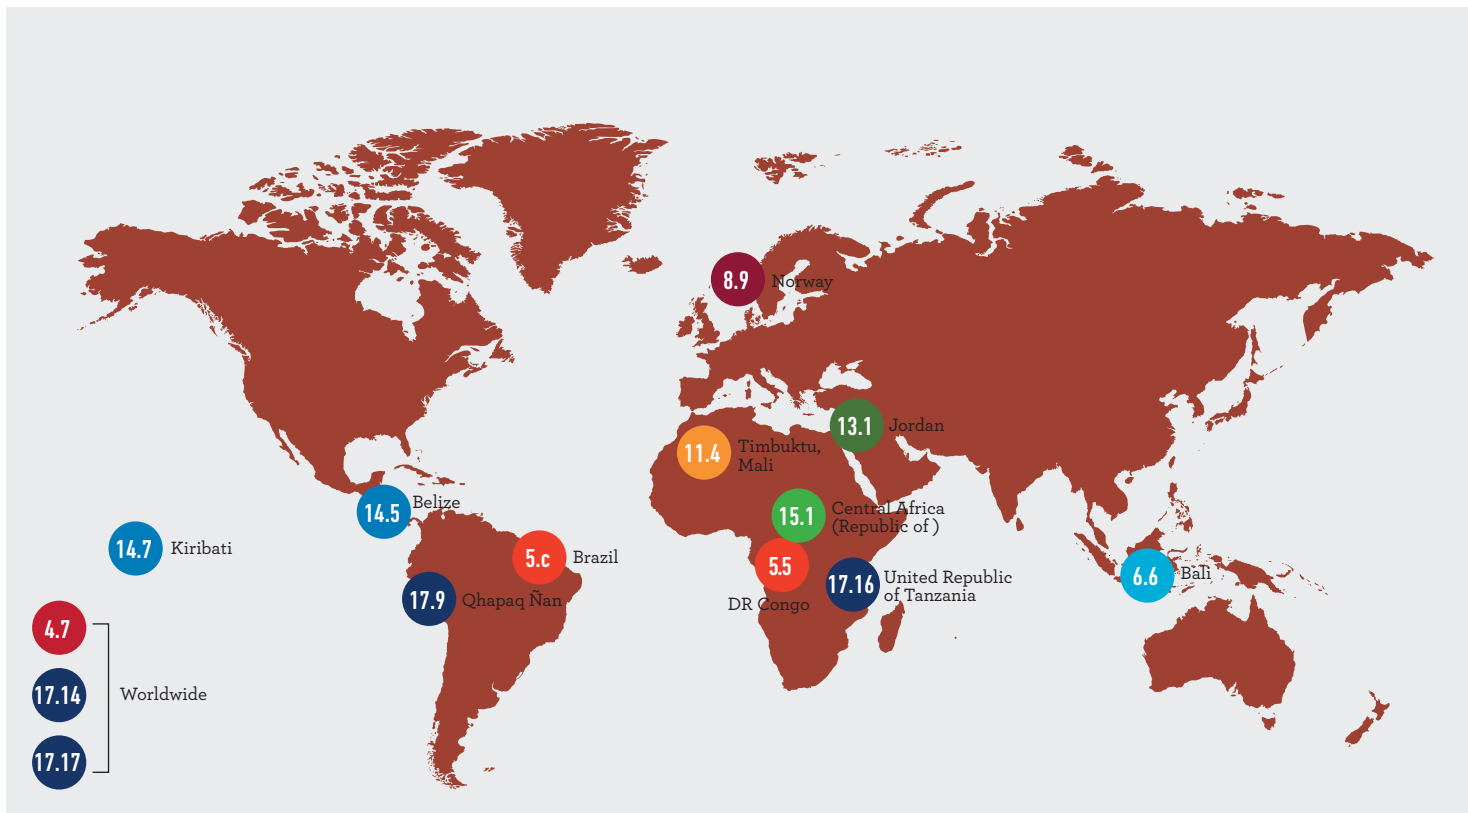 8.9
Norway
13.1
Jordan
11.4
Timbuktu,
Mali
14.5
Belize
15.1
Central Africa
(Republic of )
14.7
Kiribati
5.c
Brazil
5.5
DR Congo
17.16
United Republic
of Tanzania
6.6
Bali
17.9
Qhapaq Ñan
4.7
17.14
Worldwide
17.17